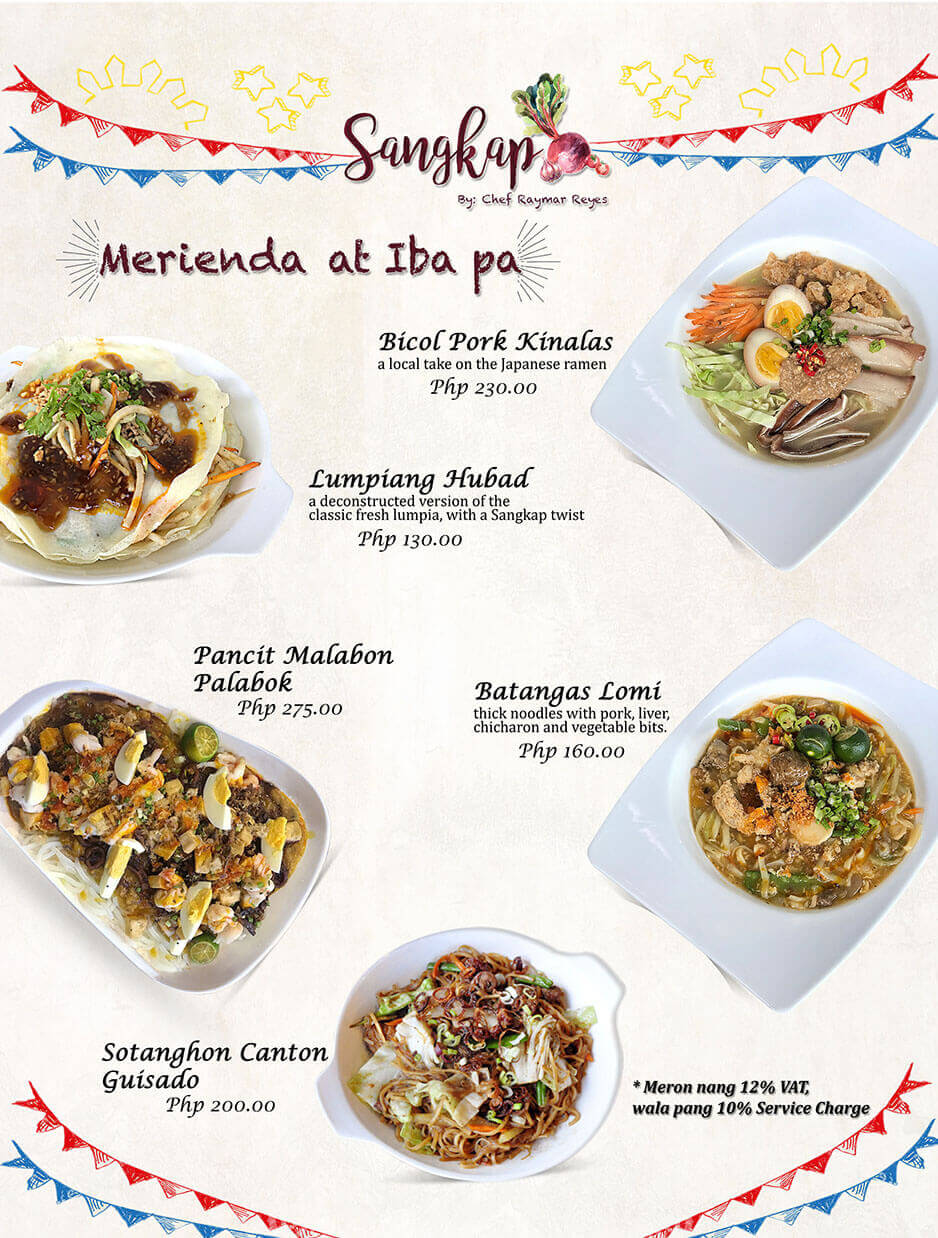 Sangkap
By: Chef Raymar Reyes
Merienda at Iba pa
Bicol Pork Kinalas
a local take on the Japanese ramen
Php 230.00
Lumpiang Hubad
a deconstructed version of the
classic fresh lumpia, with a Sangkap twist
Php 130.00
Pancit Malabon
Palabok
Php 275.00
Batangas Lomi
thick noodles with pork, liver,
chicharon and vegetable bits.
Php 160.00
Sotanghon Canton
Guisado
Php 200.00
* Meron nang 12% VAT,
wala pang 10% Service Charge